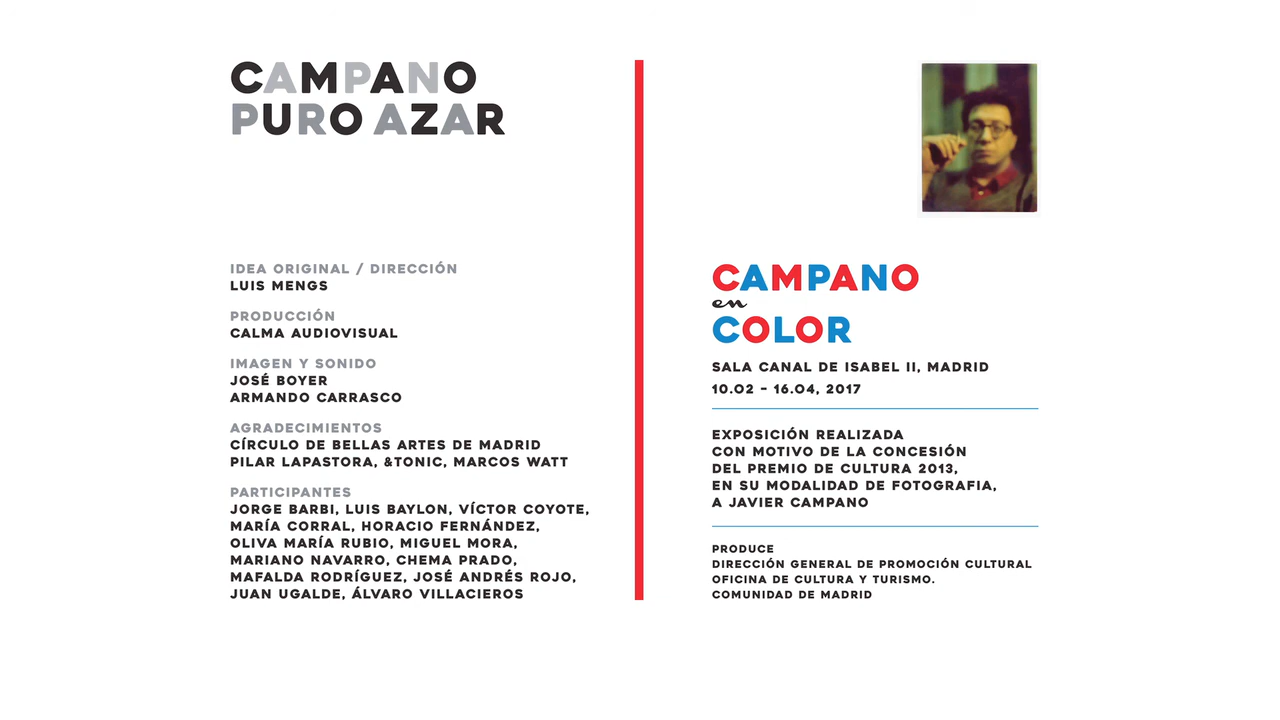 CAMPANO
PURO AZAR
IDEA ORIGINAL / DIRECCIÓN
LUIS MENGS
PRODUCCIÓN
CALMA AUDIOVISUAL
IMAGEN Y SONIDO
JOSÉ BOYER
ARMANDO CARRASCO
AGRADECIMIENTOS
CÍRCULO DE BELLAS ARTES DE MADRID
PILAR LAPASTORA, &TONIC, MARCOS WATT
PARTICIPANTES
JORGE BARBI, LUIS BAYLON, VÍCTOR COYOTE,
MARÍA CORRAL, HORACIO FERNÁNDEZ,
OLIVA MARÍA RUBIO, MIGUEL MORA,
MARIANO NAVARRO, CHEMA PRADO,
MAFALDA RODRÍGUEZ, JOSÉ ANDRÉS ROJO,
JUAN UGALDE, ÁLVARO VILLACIEROS
CAMPANO
en
COLOR
SALA CANAL DE ISABEL II, MADRID
10.02 - 16.04, 2017
EXPOSICIÓN REALIZADA
CON MOTIVO DE LA CONCESIÓN
DEL PREMIO DE CULTURA 2013,
EN SU MODALIDAD DE FOTOGRAFIA,
A JAVIER CAMPANO
PRODUCE
DIRECCIÓN GENERAL DE PROMOCIÓN CULTURAL
OFICINA DE CULTURA Y TURISMO.
COMUNIDAD DE MADRID